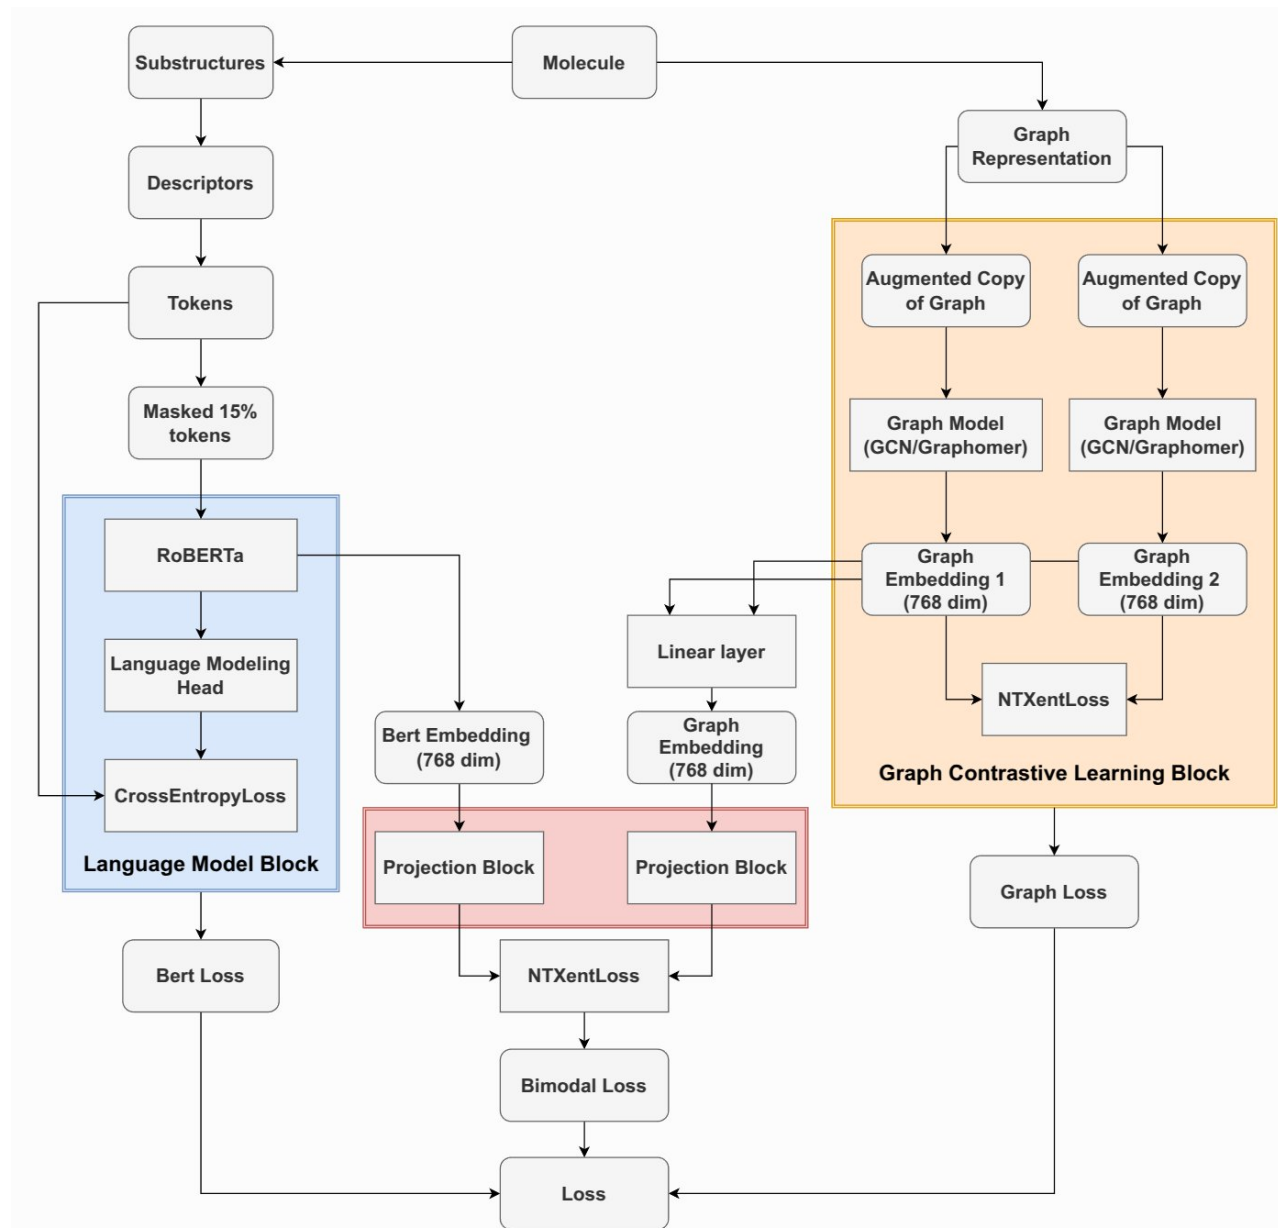 Substructures
Molecule
Graph
Representation
Descriptors
Tokens
Masked 15%
tokens
RoBERTa
Language Modeling
Head
CrossEntropyLoss
Language Model Block
Bert Loss
Bert Embedding
(768 dim)
Projection Block
Linear layer
Graph
Embedding
(768 dim)
Projection Block
NTXentLoss
Bimodal Loss
Loss
Augmented Copy
of Graph
Augmented Copy
of Graph
Graph Model
(GCN/Graphomer)
Graph Model
(GCN/Graphomer)
Graph
Embedding 1
(768 dim)
Graph
Embedding 2
(768 dim)
NTXentLoss
Graph Contrastive Learning Block
Graph Loss